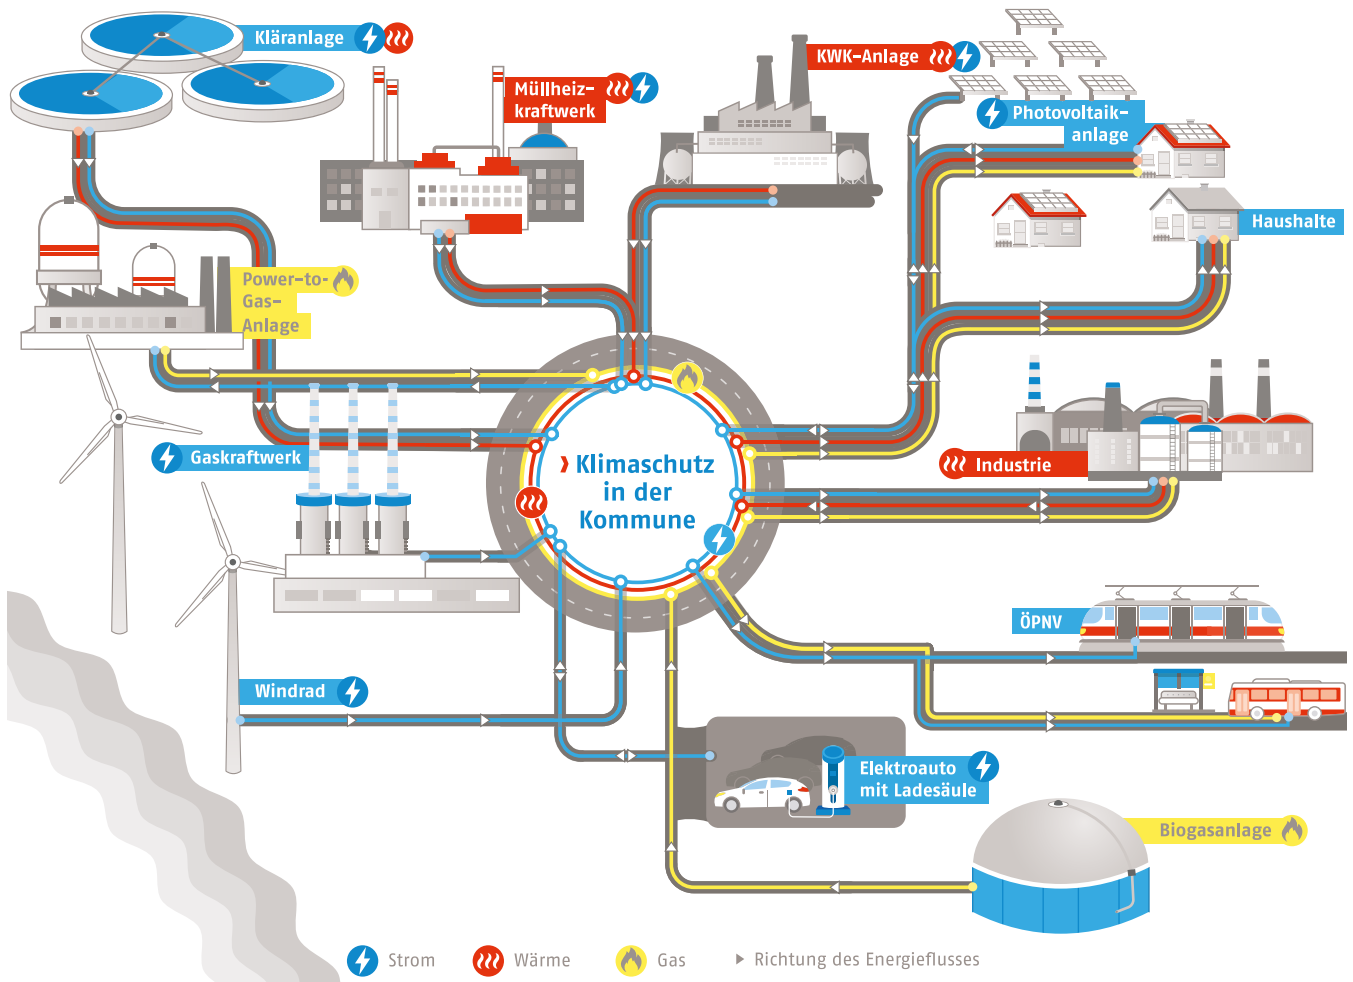 Kläranlage
Müllheiz-
kraftwerk
KWK-Anlage
Photovoltaik-
anlage
Haushalte
Power-to-
Gas-
Anlage
Gaskraftwerk
Klimaschutz
in der
Kommune
Industrie
ÖPNV
Windrad
Elektroauto
mit Ladesäule
Biogasanlage
Strom
Wärme
Gas
Richtung des Energieflusses